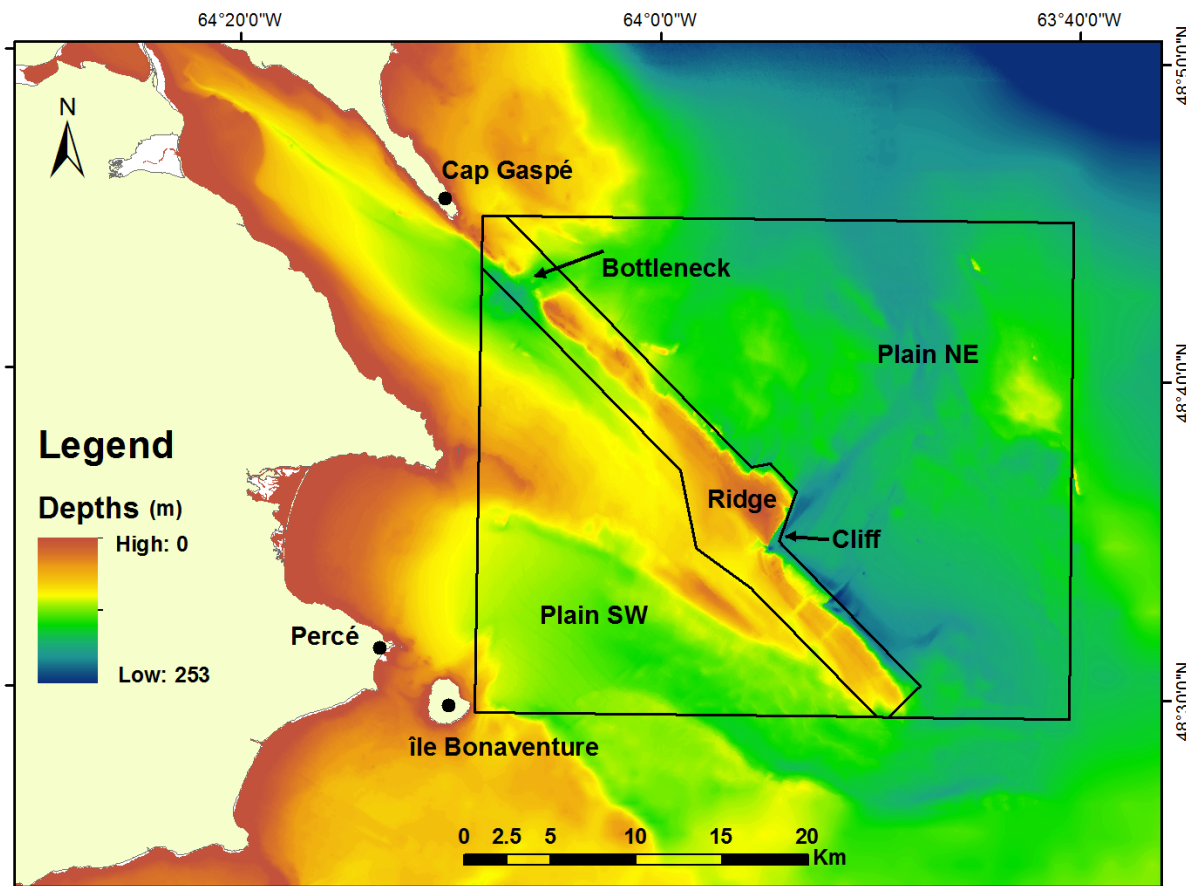 64°20'0"W
64°00'0"W
63°40'0"W
48°50'0"N
N
Cap Gaspé
Bottleneck
Plain NE
48°40'0"N
Legend
Depths (m)
High: 0
Low: 253
Ridge
Cliff
Plain SW
Percé
48°30'0"N
île Bonaventure
0 2.5 5 10 15 20
Km